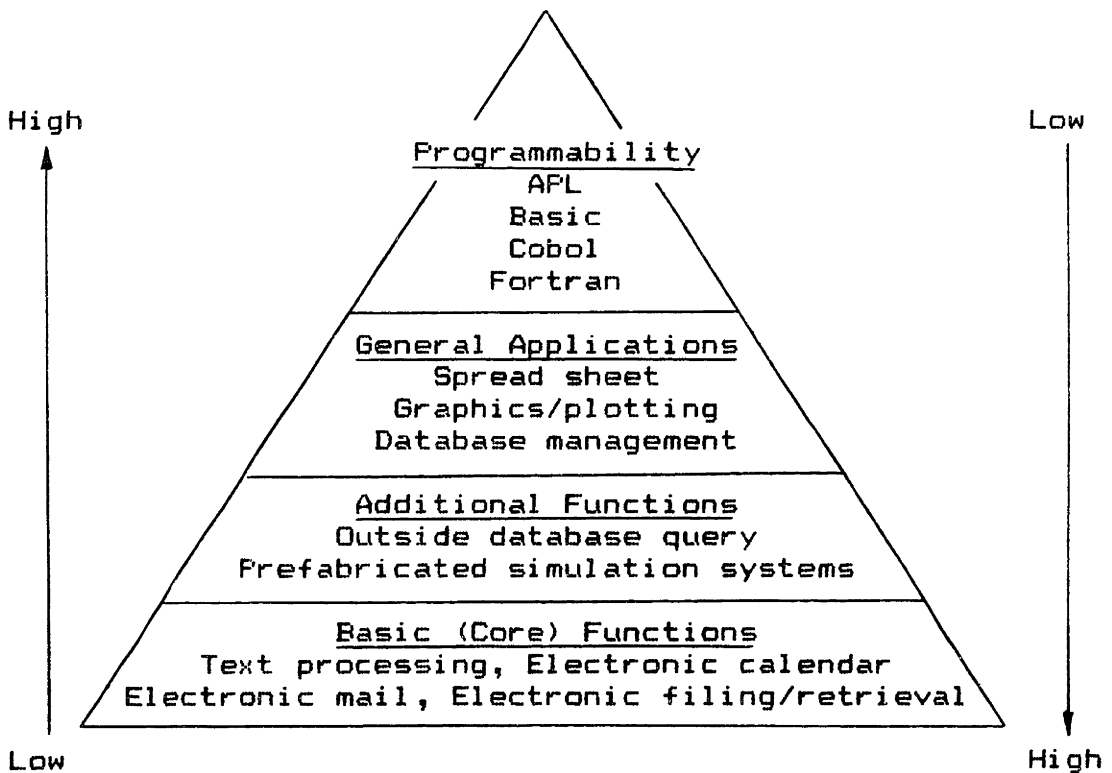 High
Low
Programmability
APL
Basic
Cobol
Fortran
General Applications
Spread sheet
Graphics/plotting
Database management
Additional Functions
Outside database query
Prefabricated simulation systems
Basic (Core) Functions
Text processing, Electronic calendar
Electronic mail, Electronic filing/retrieval
Low
High